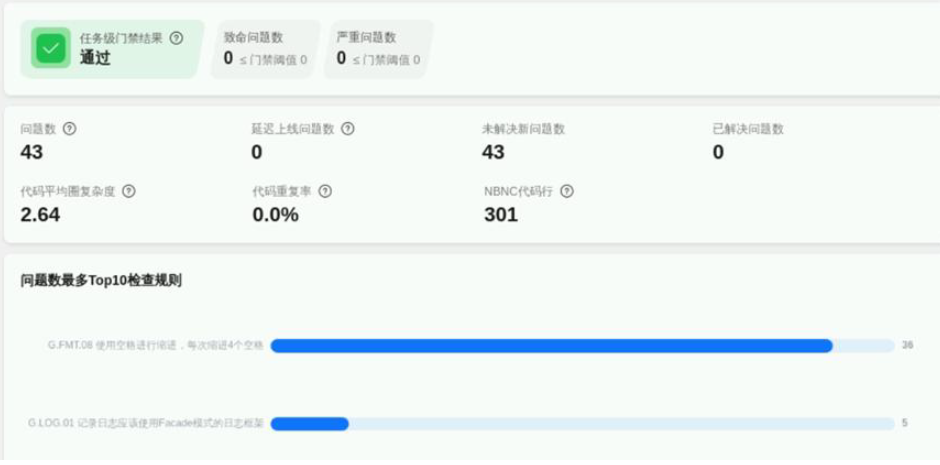 任务级门禁结果
通过
致命问题数
0 ≤ 门禁阈值 0
严重问题数
0 ≤ 门禁阈值 0
问题数
43
延迟上线问题数
0
未解决新问题数
43
已解决问题数
0
代码平均圈复杂度
2.64
代码重复率
0.0%
NBNC代码行
301
问题数最多Top10检查规则
G.FMT.08 使用空格进行缩进，每次缩进4个空格
36
G.LOG.01 记录日志应该使用Facade模式的日志框架
5